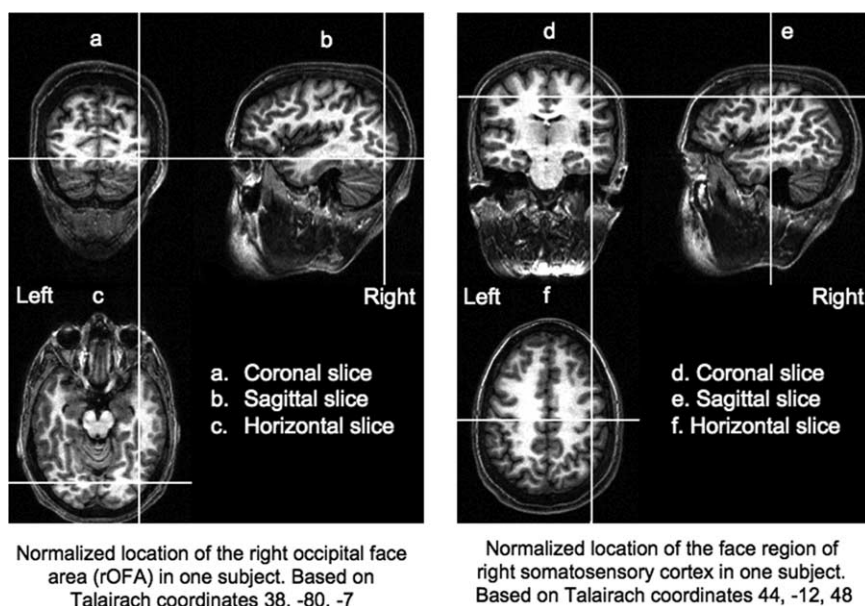 a
b
Left
c
Right
a. Coronal slice
b. Sagittal slice
c. Horizontal slice
Normalized location of the right occipital face
area (rOFA) in one subject. Based on
Talairach coordinates 38, -80, -7
d
e
Left
f
Right
d. Coronal slice
e. Sagittal slice
f. Horizontal slice
Normalized location of the face region of
right somatosensory cortex in one subject.
Based on Talairach coordinates 44, -12, 48